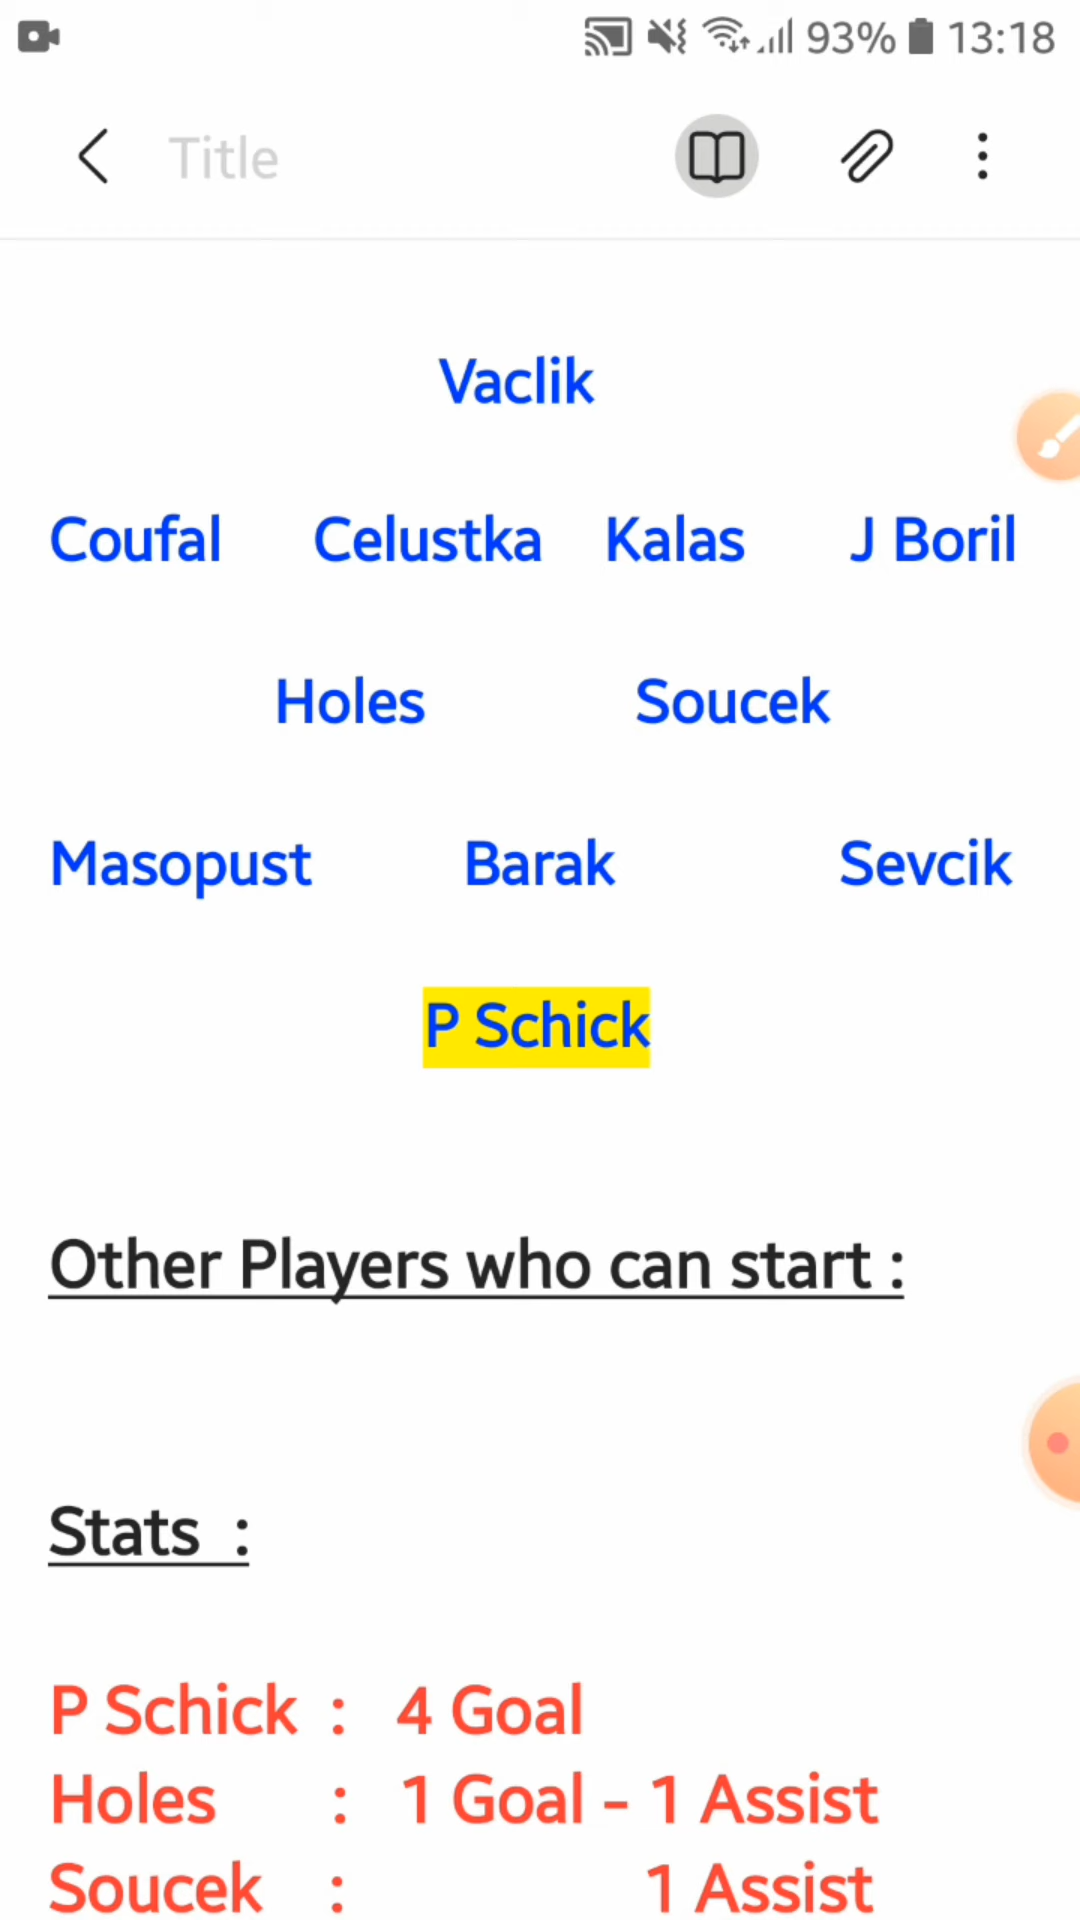 93% 13:18
Title
Vaclik
Coufal Celustka Kalas J Boril
Holes Soucek
Masopust Barak Sevcik
P Schick
Other Players who can start :
Stats :
P Schick : 4 Goal
Holes : 1 Goal - 1 Assist
Soucek : 1 Assist